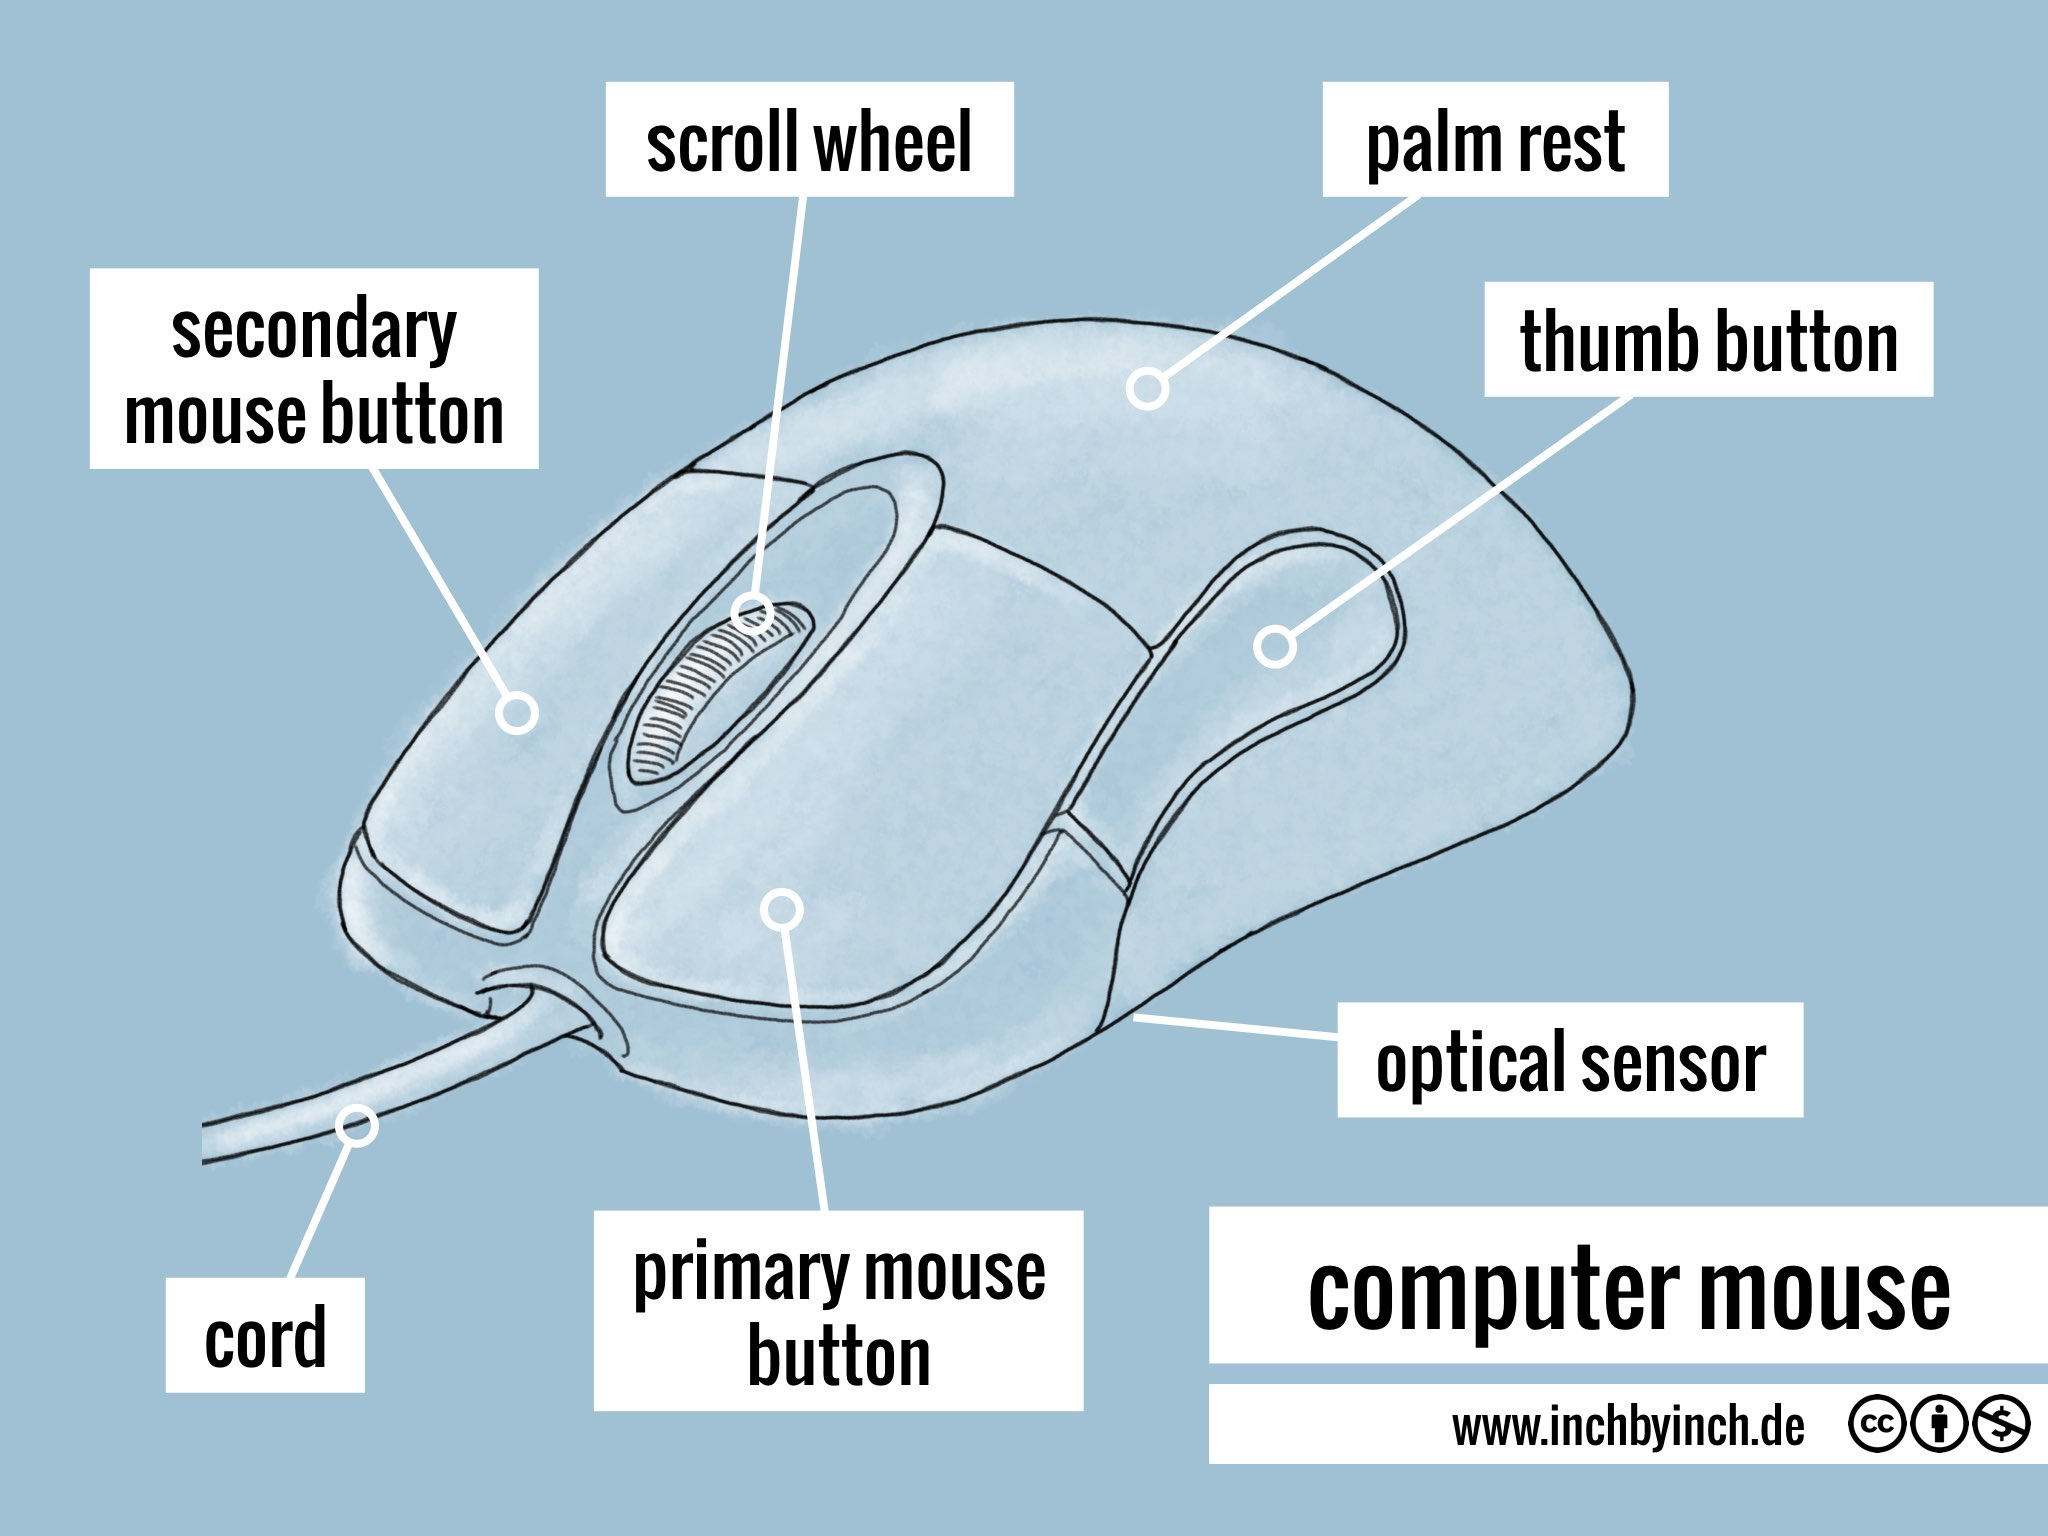 scroll wheel
palm rest
secondary
mouse button
thumb button
optical sensor
primary mouse
button
cord
computer mouse
www.inchbyinch.de
cc
$